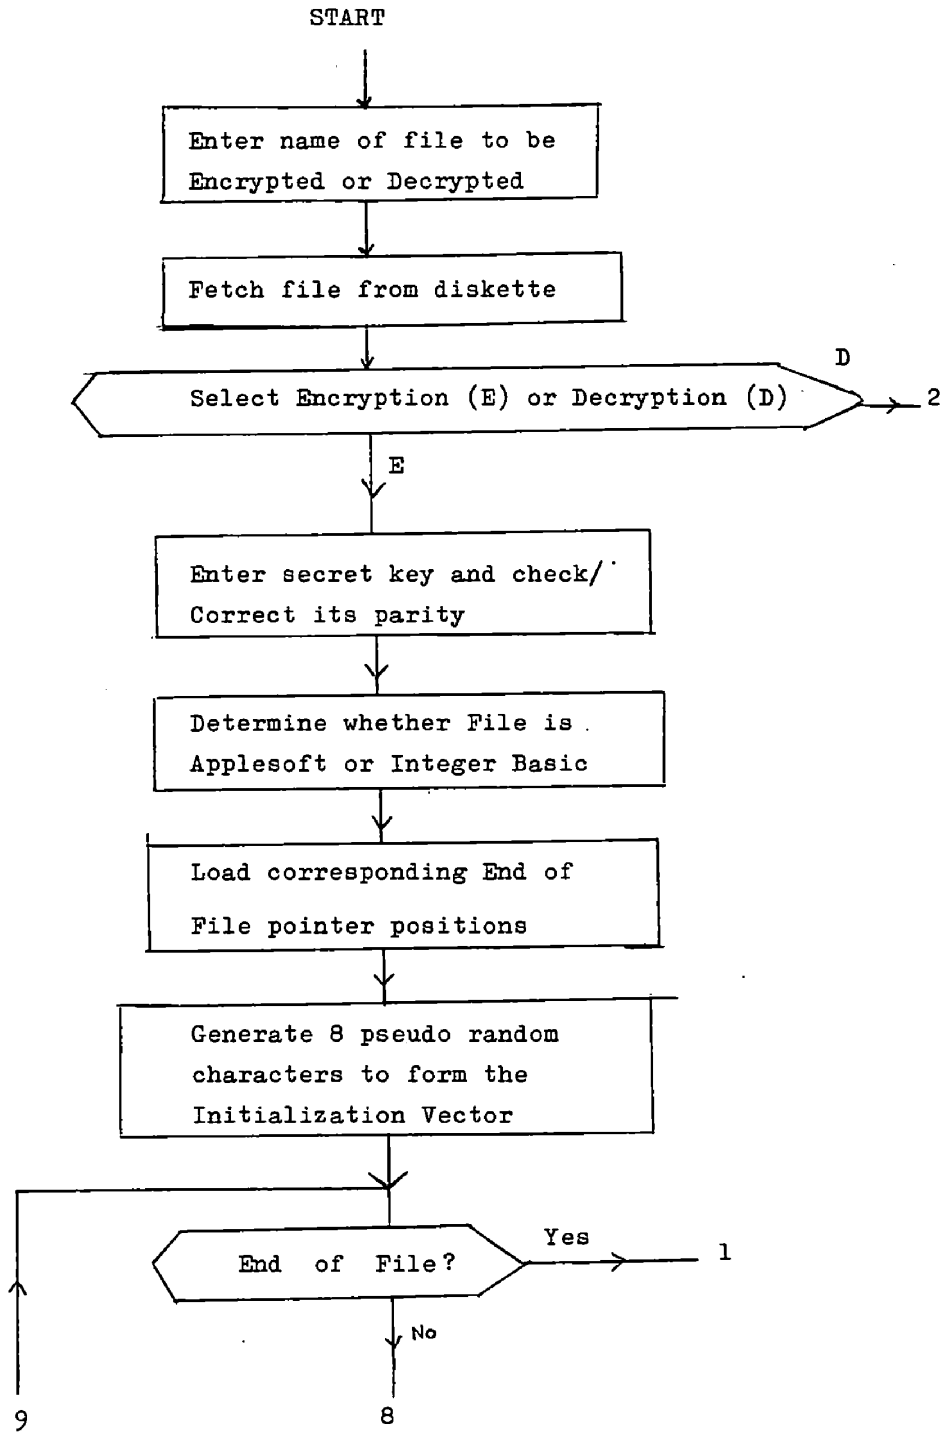 START
Enter name of file to be
Encrypted or Decrypted
Fetch file from diskette
D
Select Encryption (E) or Decryption (D)
2
E
Enter secret key and check/
Correct its parity
Determine whether File is
Applesoft or Integer Basic
Load corresponding End of
File pointer positions
Generate 8 pseudo random
characters to form the
Initialization Vector
Yes
1
End of File?
No
9
8